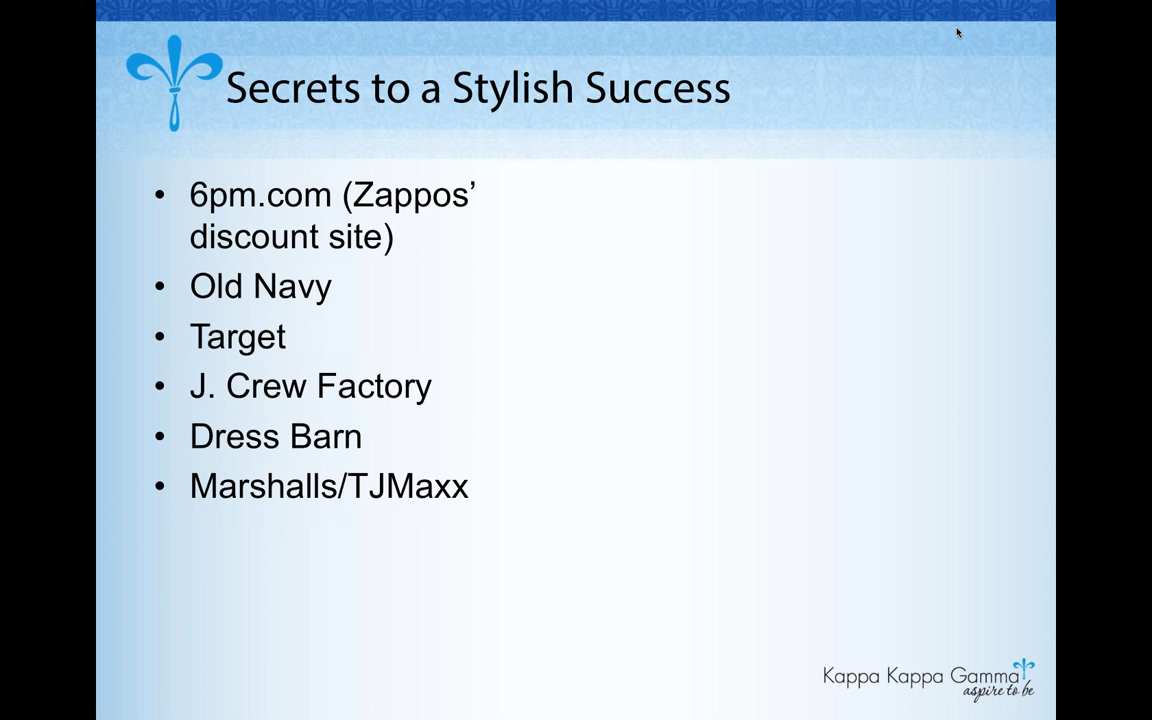 Secrets to a Stylish Success
• 6pm.com (Zappos’
discount site)
• Old Navy
• Target
• J. Crew Factory
• Dress Barn
• Marshalls/TJMaxx
Kappa Kappa Gamma
aspire to be